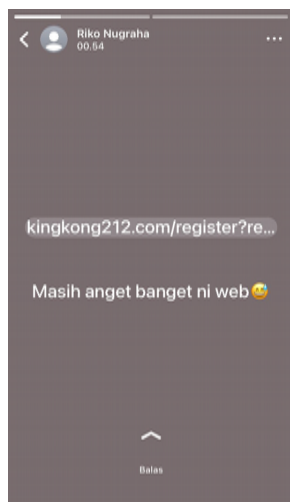 Riko Nugraha
00.54
kingkong212.com/register?re...
Masih anget banget ni web😅
Balas